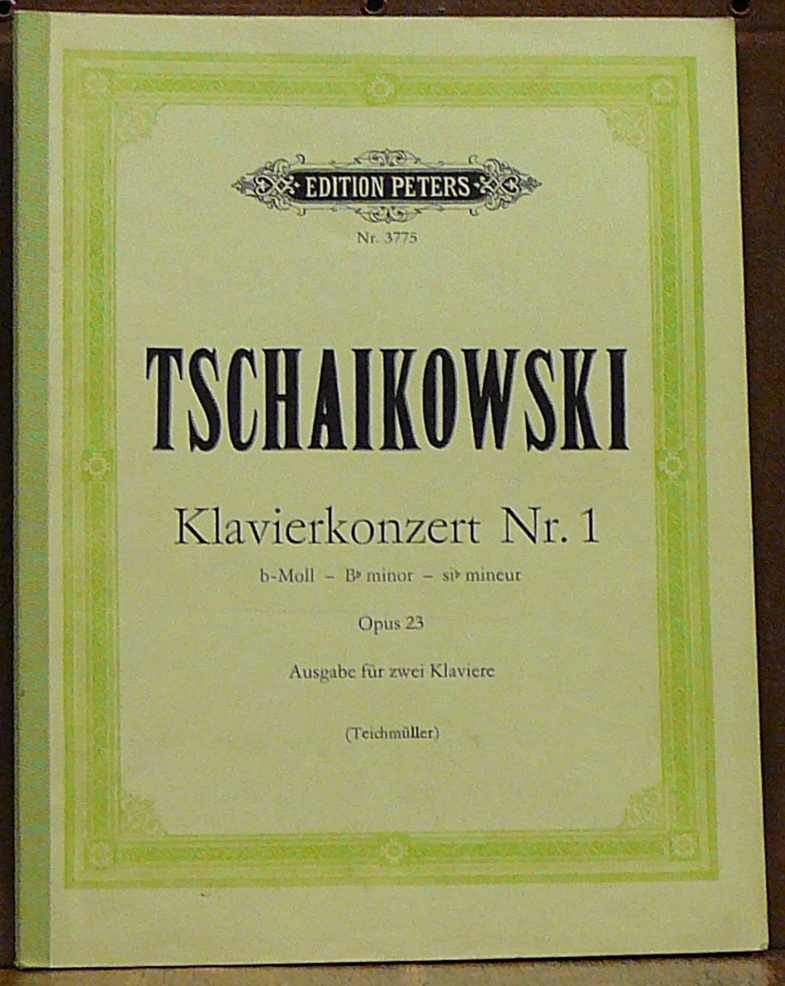 EDITION PETERS
Nr. 3775
TSCHAIKOWSKI
Klavierkonzert Nr. 1
b-Moll – B♭ minor – si♭ mineur
Opus 23
Ausgabe für zwei Klaviere
(Teichmüller)